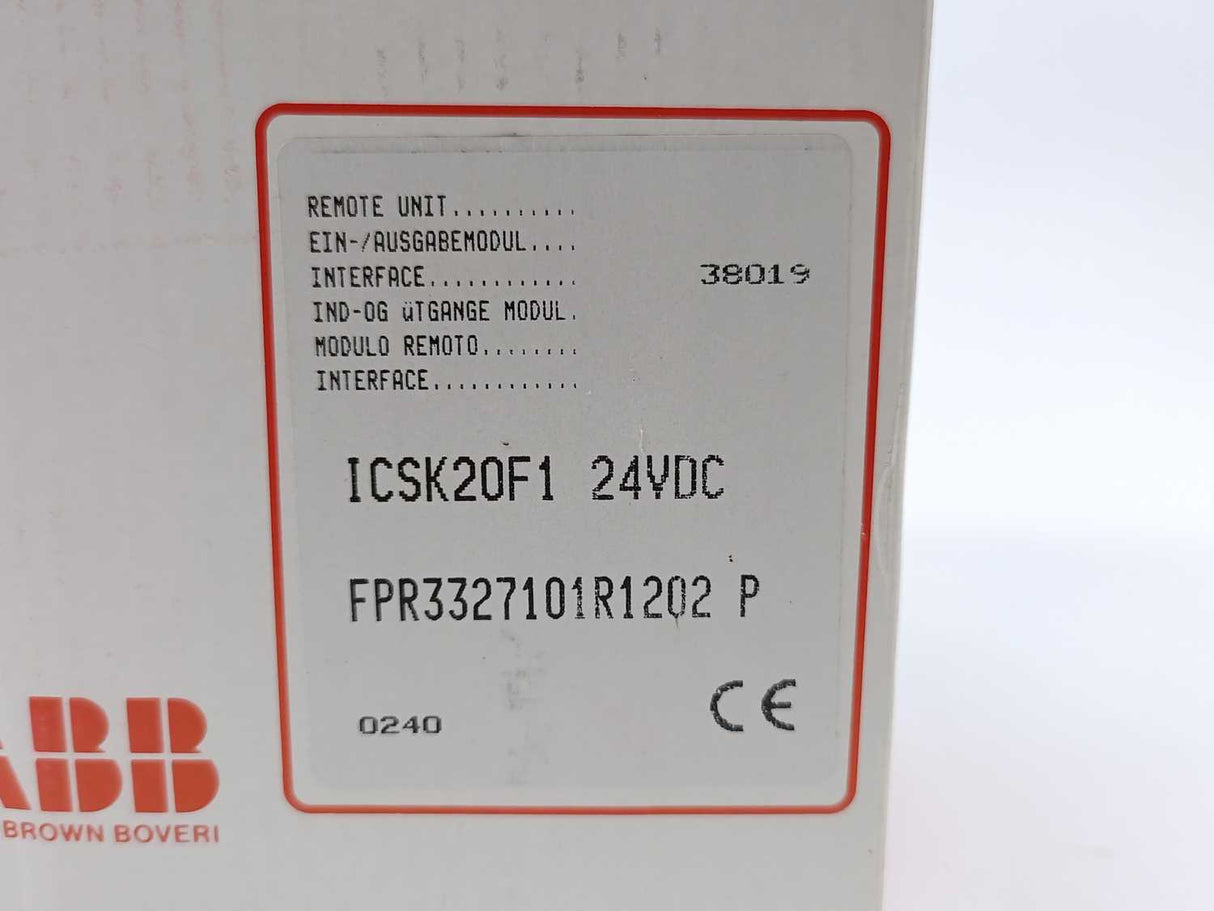 REMOTE UNIT..........
EIN-/AUSGABEMODUL....
INTERFACE............ 38019
IND-OG üTGANGE MODUL.
MODULO REMOTO........
INTERFACE............
ICSK20F1 24VDC
FPR3327101R1202 P
0240 CE
ABB
BROWN BOVERI